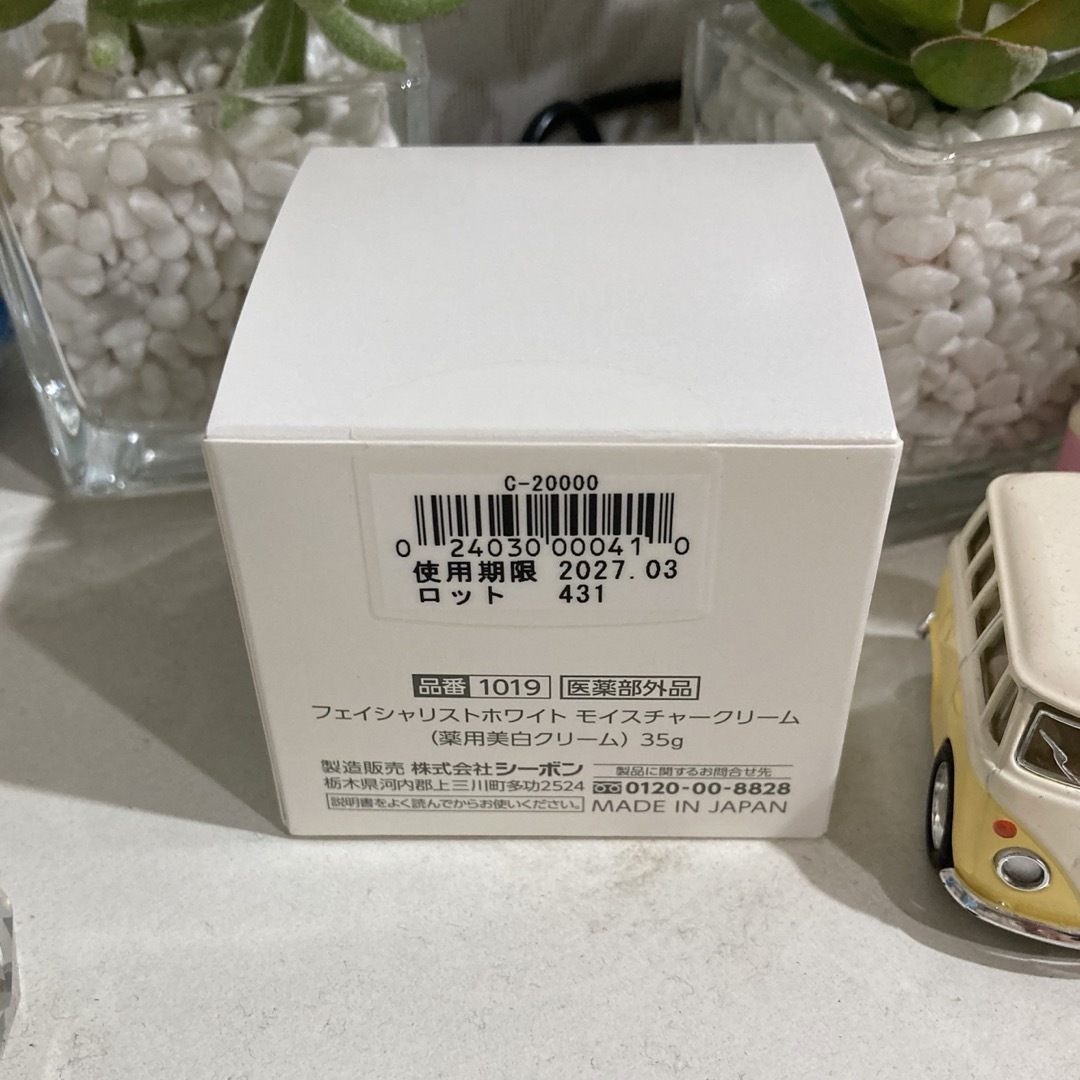 C-20000
0 24030 00041 0
使用期限 2027.03
ロット 431
品番 1019 医薬部外品
フェイシャリストホワイト モイスチャークリーム
（薬用美白クリーム）35g
製造販売 株式会社シーボン
栃木県河内郡上三川町多功2524
説明書をよく読んでからお使いください。
製品に関するお問合せ先
0120-00-8828
MADE IN JAPAN